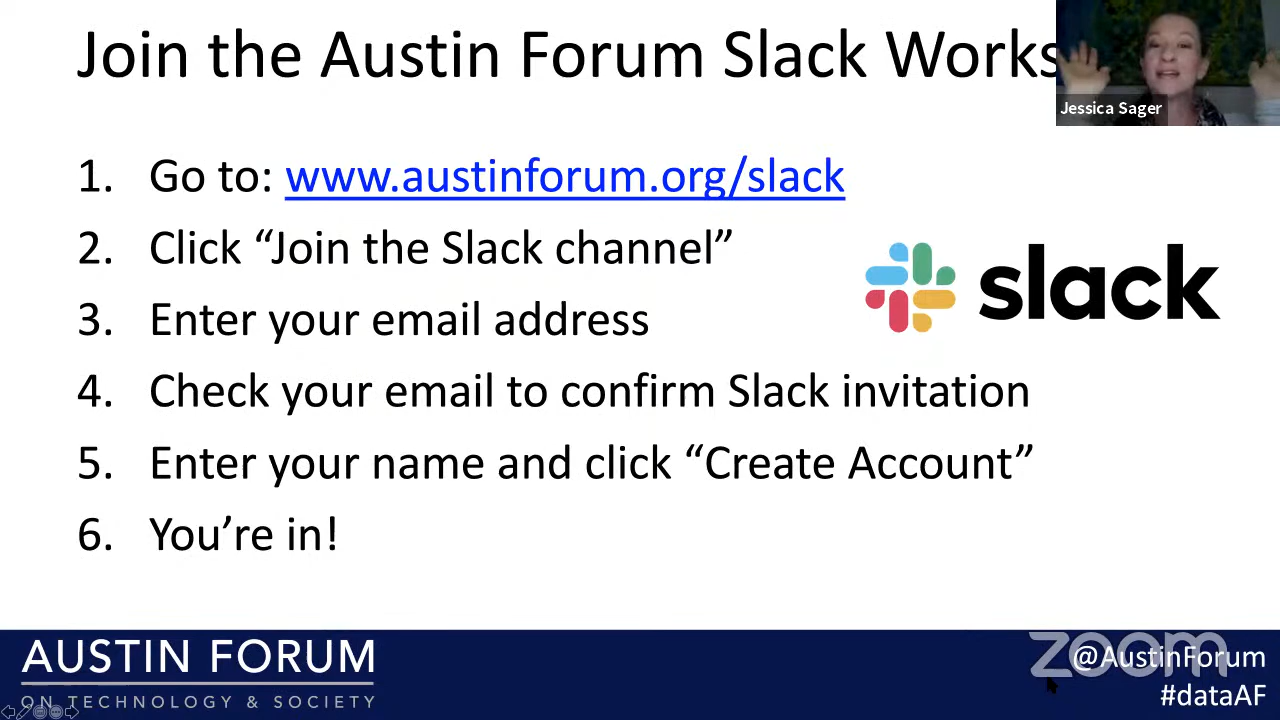 Join the Austin Forum Slack Works
Jessica Sager
1. Go to: www.austinforum.org/slack
2. Click “Join the Slack channel”
3. Enter your email address
slack
4. Check your email to confirm Slack invitation
5. Enter your name and click “Create Account”
6. You’re in!
AUSTIN FORUM
ON TECHNOLOGY & SOCIETY
zoom
@AustinForum
#dataAF